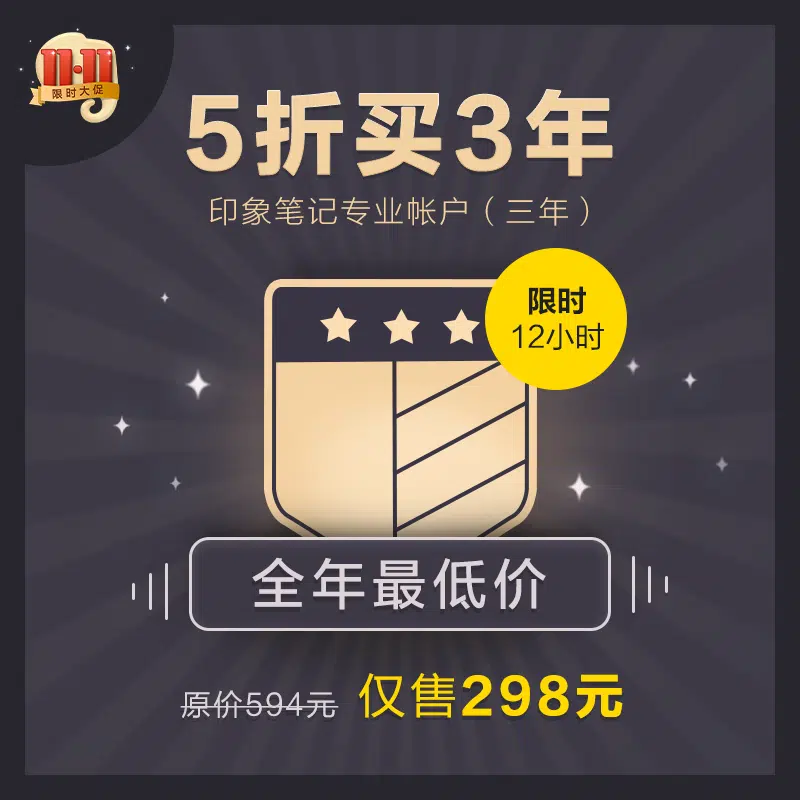 11·11
限时大促
5折买3年
印象笔记专业帐户（三年）
限时
12小时
全年最低价
原价594元 仅售298元